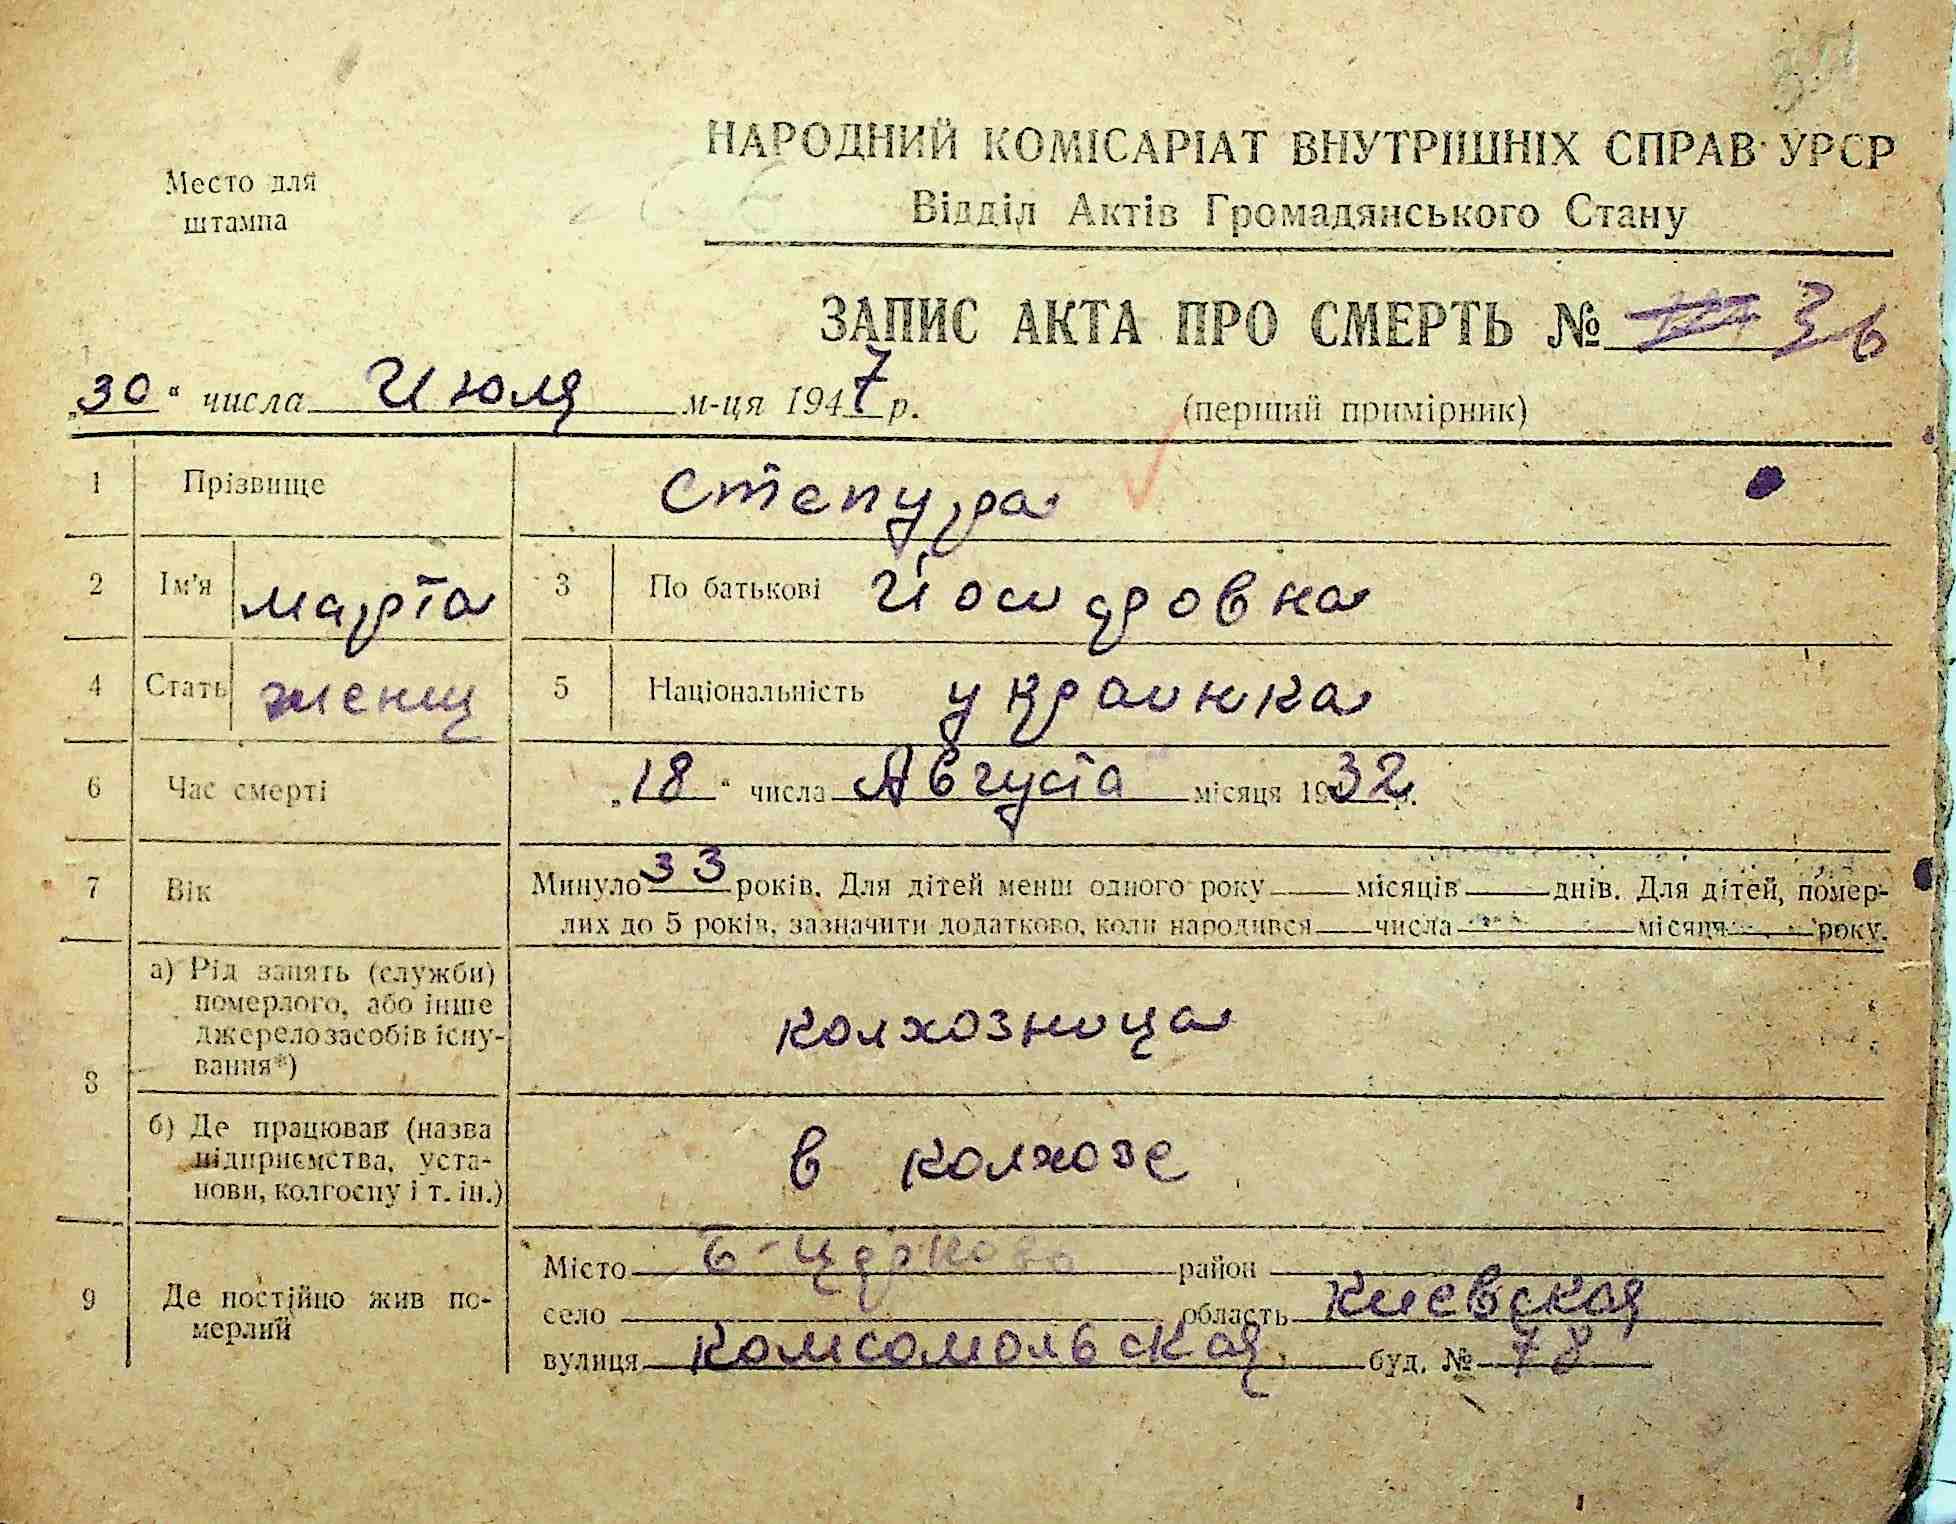 НАРОДНИЙ КОМІСАРІАТ ВНУТРІШНІХ СПРАВ УРСР
Место для
штампа
Відділ Актів Громадянського Стану
ЗАПИС АКТА ПРО СМЕРТЬ № 36
„30“ числа Июля м-ця 1947 р. (перший примірник)
1 Прізвище Степура
2 Ім'я Марта 3 По батькові Йосифовна
4 Стать женщ 5 Національність украинка
6 Час смерті „18“ числа Августа місяця 1932 р.
7 Вік Минуло 33 років. Для дітей менш одного року місяців днів. Для дітей, помер-
лих до 5 років, зазначити додатково, коли народився числа місяця року.
8 а) Рід занять (служби)
померлого, або інше
джерело засобів існу-
вання*)
колхозница
б) Де працював (назва
підприємства, уста-
нови, колгоспу і т. ін.)
в колхозе
9 Де постійно жив по-
мерлий
Місто Б-Церковь район
село область Киевская
вулиця Комсомольская буд. № 78